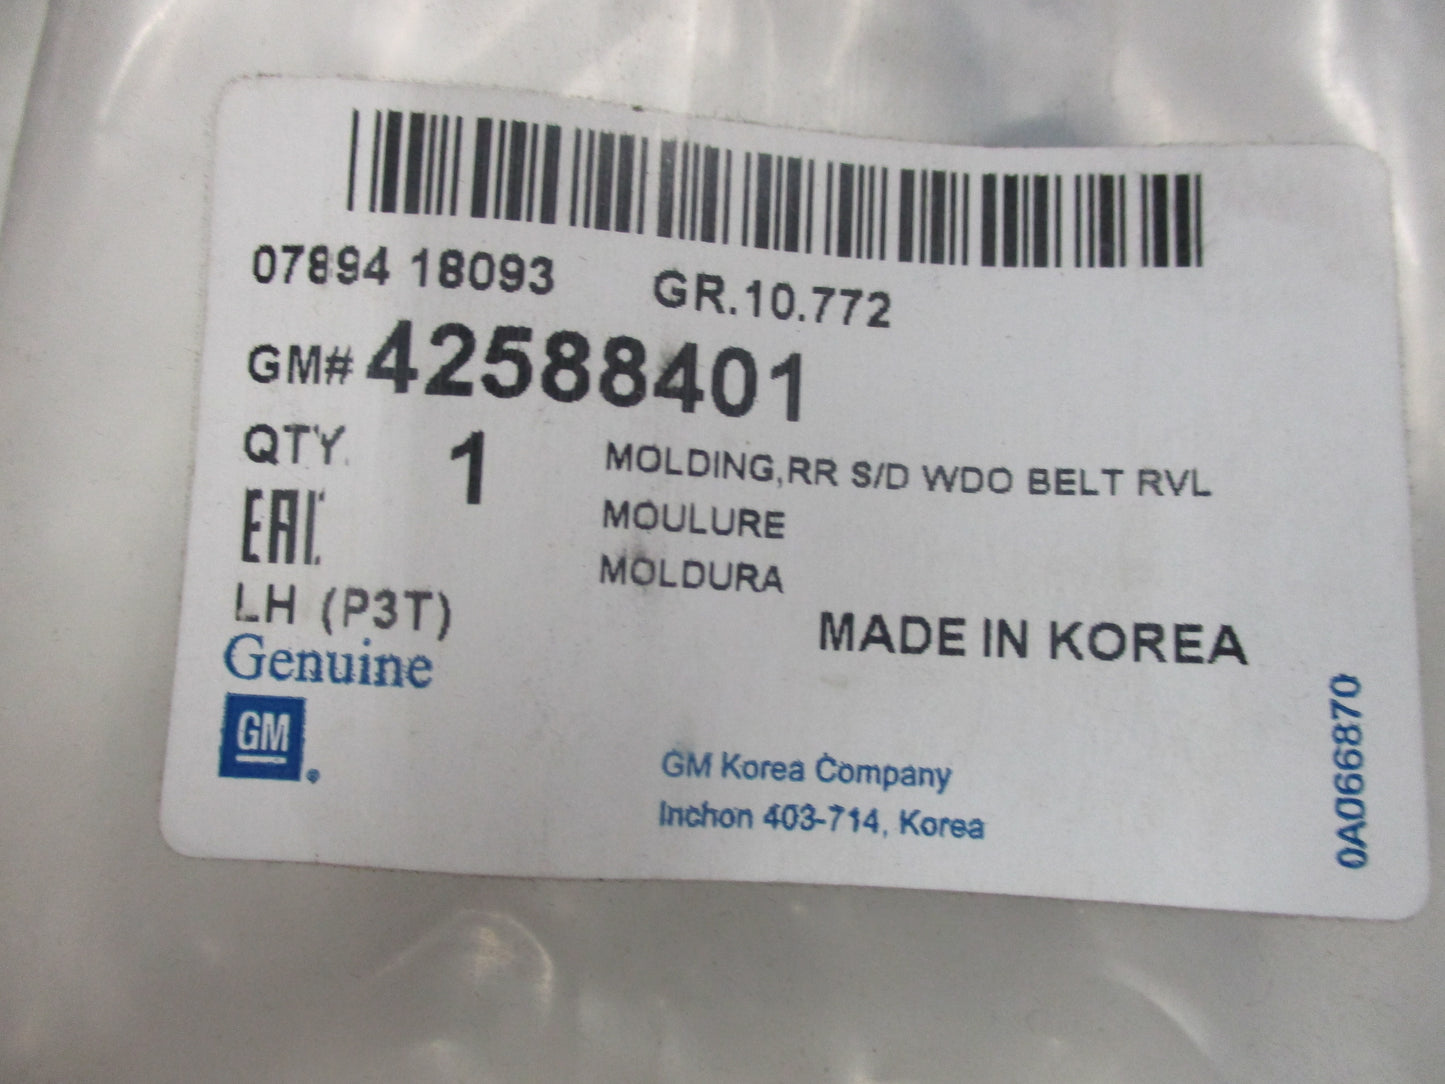 07894 18093 GR.10.772
GM# 42588401
QTY. 1 MOLDING,RR S/D WDO BELT RVL
MOULURE
EAC
MOLDURA
LH (P3T)
MADE IN KOREA
Genuine
GM®
GM Korea Company
Inchon 403-714, Korea
0A066870